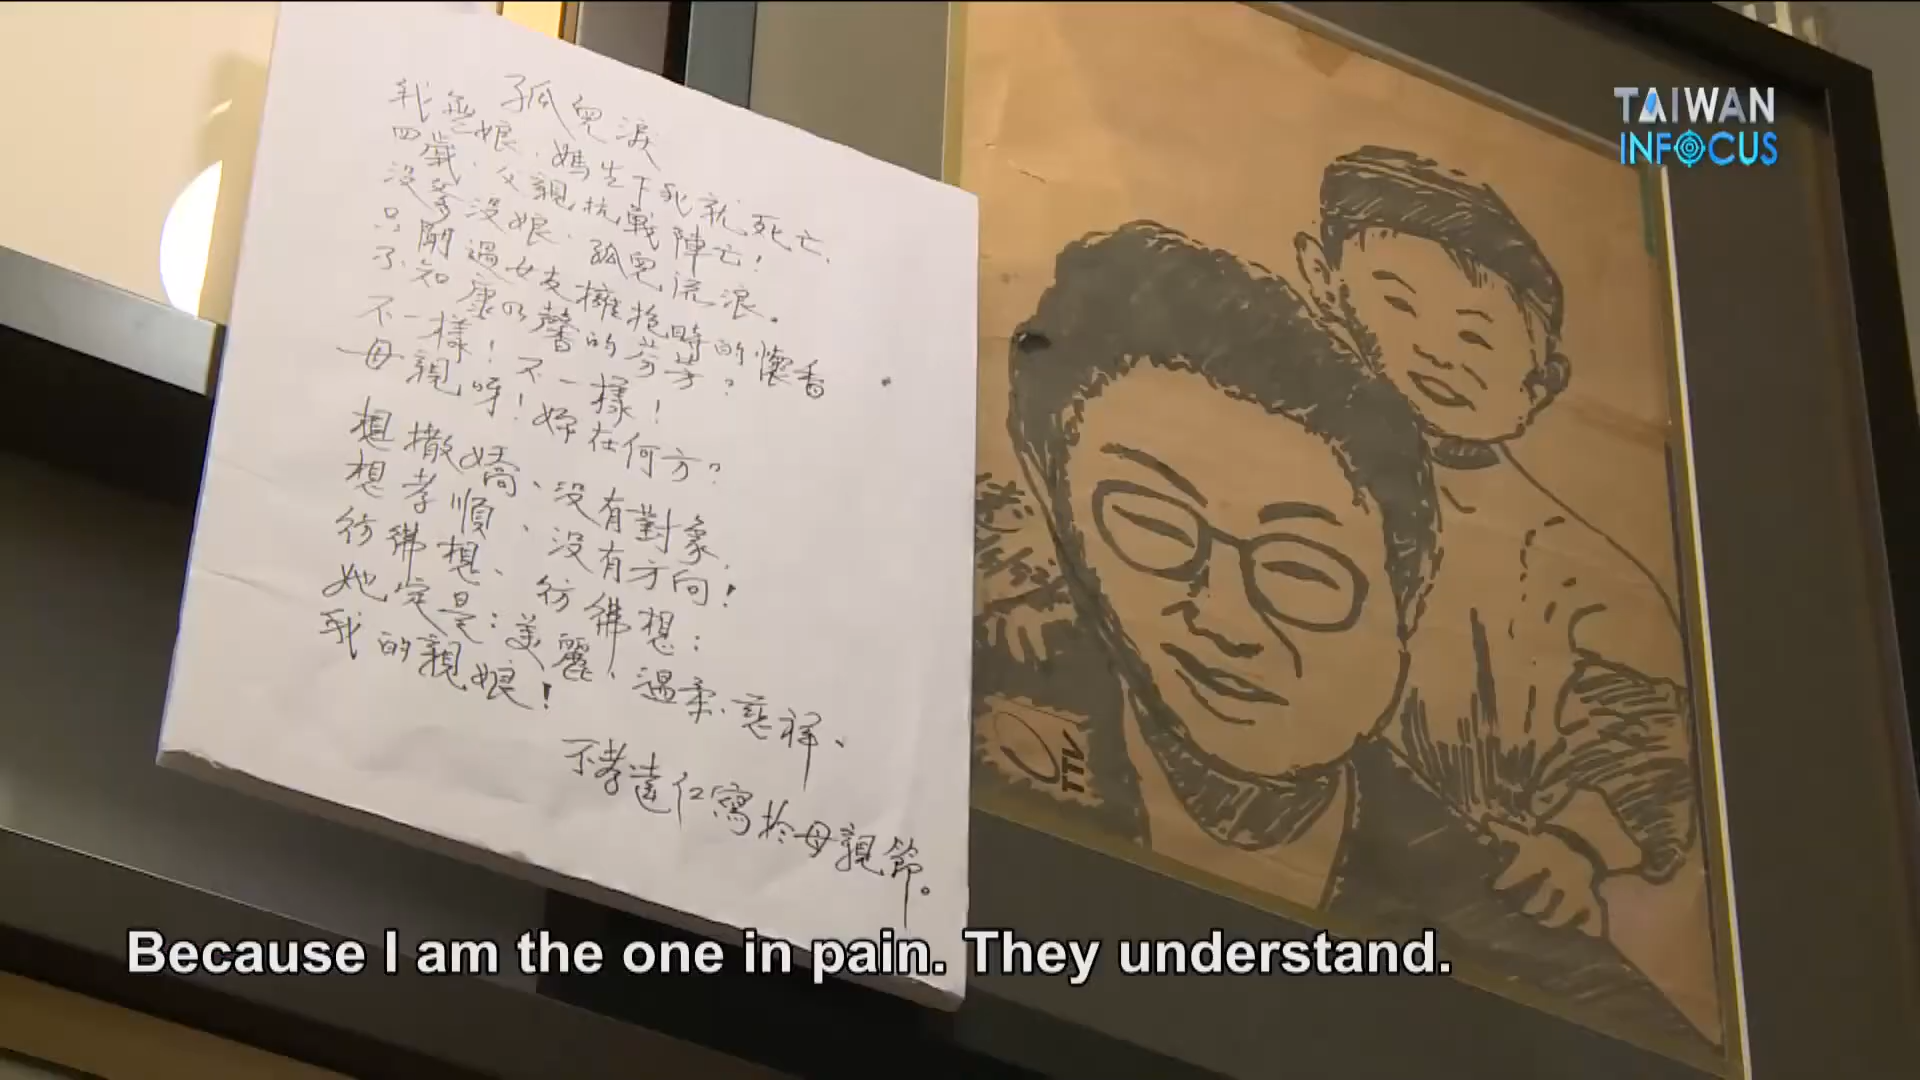 TAIWAN
INFOCUS
孤兒淚
我無娘、媽生下我就死亡、
四歲、父親抗戰陣亡!
沒爹沒娘、孤兒流浪。
只聞過女友擁抱時的懷香
不知 的馨的芬芳?
不一樣!不一樣!
母親呀!妳在何方?
想撒嬌、沒有對象、
想孝順、沒有方向!
彷彿想、彷彿想:
她定是:美麗、溫柔、慈祥、
我的親娘!
不孝達仁寫於母親節。
TTV
Because I am the one in pain. They understand.